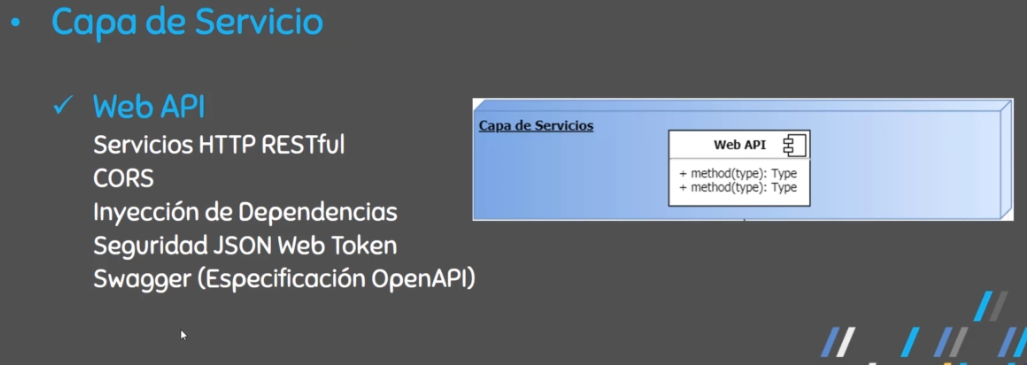 • Capa de Servicio
✓ Web API
Servicios HTTP RESTful
CORS
Inyección de Dependencias
Seguridad JSON Web Token
Swagger (Especificación OpenAPI)
Capa de Servicios
Web API
+ method(type): Type
+ method(type): Type